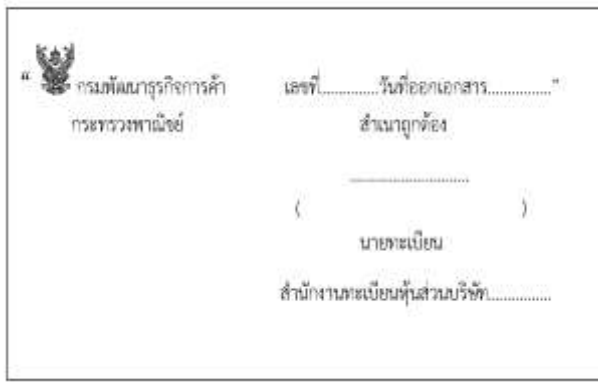 “ กรมพัฒนาธุรกิจการค้า เลขที่.............วันที่ออกเอกสาร..............”
กระทรวงพาณิชย์ สำเนาถูกต้อง
..........................
( )
นายทะเบียน
สำนักงานทะเบียนหุ้นส่วนบริษัท..............